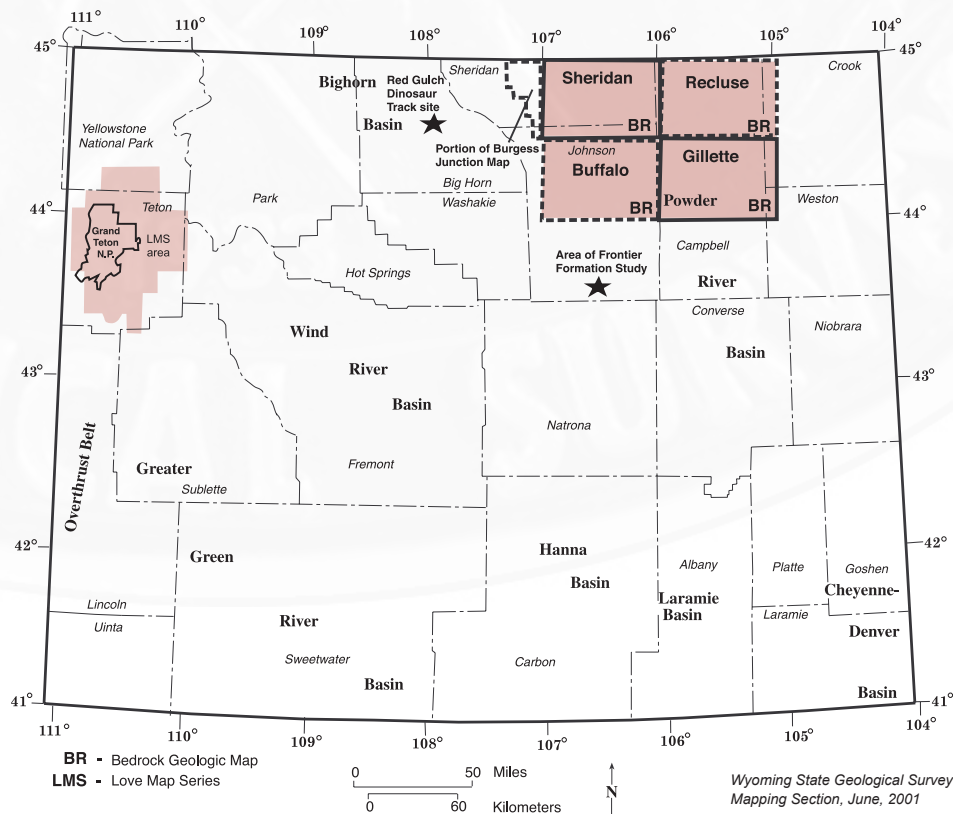 111°
110°
109°
108°
107°
106°
105°
104°
45°
45°
Bighorn
Basin
Red Gulch
Dinosaur
Track site
Sheridan
Sheridan
BR
Recluse
BR
Crook
Yellowstone
National Park
Portion of Burgess
Junction Map
Johnson
Buffalo
BR
Gillette
BR
Powder
Big Horn
Washakie
Weston
44°
44°
Teton
Park
Grand
Teton
N.P.
LMS
area
Hot Springs
Area of Frontier
Formation Study
Campbell
River
Converse
Niobrara
Wind
River
Basin
Basin
43°
43°
Natrona
Overthrust Belt
Greater
Sublette
Fremont
42°
42°
Green
Hanna
Basin
Albany
Platte
Goshen
Cheyenne-
Laramie
Basin
Laramie
Lincoln
Uinta
River
Denver
Sweetwater
Carbon
Basin
Basin
41°
41°
111°
110°
109°
108°
107°
106°
105°
104°
BR - Bedrock Geologic Map
LMS - Love Map Series
0 50 Miles
0 60 Kilometers
N
Wyoming State Geological Survey
Mapping Section, June, 2001